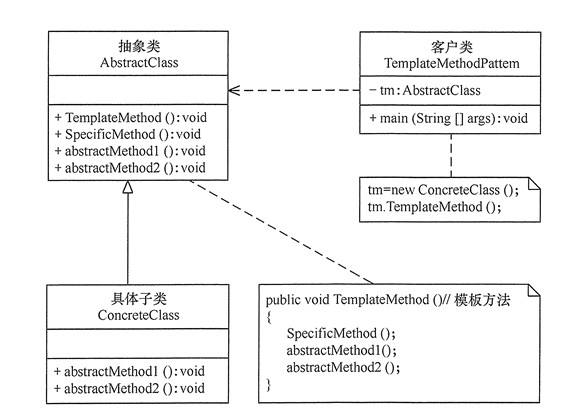 抽象类
AbstractClass
+ TemplateMethod ():void
+ SpecificMethod ():void
+ abstractMethod1 ():void
+ abstractMethod2 ():void
客户类
TemplateMethodPattem
− tm:AbstractClass
+ main (String [] args):void
tm=new ConcreteClass ();
tm.TemplateMethod ();
具体子类
ConcreteClass
+ abstractMethod1 ():void
+ abstractMethod2 ():void
public void TemplateMethod ()// 模板方法
{
SpecificMethod ();
abstractMethod1();
abstractMethod2 ();
}